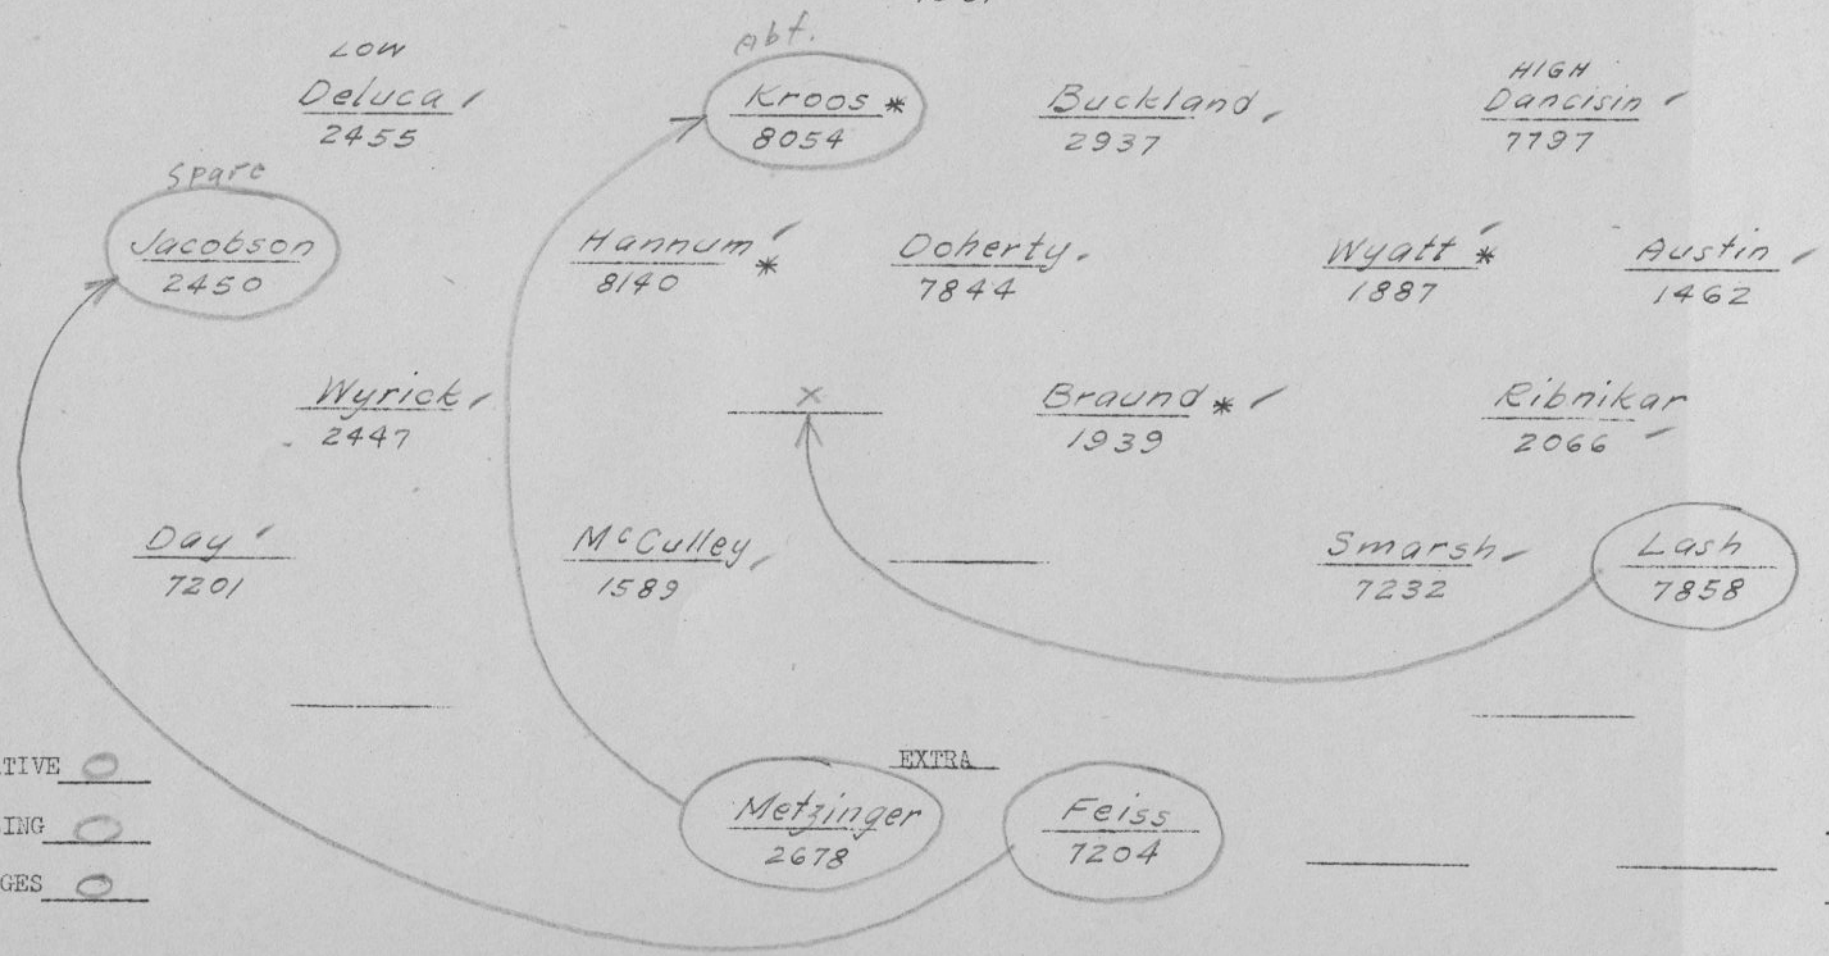 LOW
Deluca
2455
Abt.
Kroos *
8054
Buckland
2937
HIGH
Dancisin
7797
Spare
Jacobson
2450
Hannum *
8140
Doherty
7844
Wyatt *
1887
Austin
1462
Wyrick
2447
X
Braund *
1939
Ribnikar
2066
Day
7201
McCulley
1589
Smarsh
7232
Lash
7858
TIVE O
ING O
GES O
EXTRA
Metzinger
2678
Feiss
7204